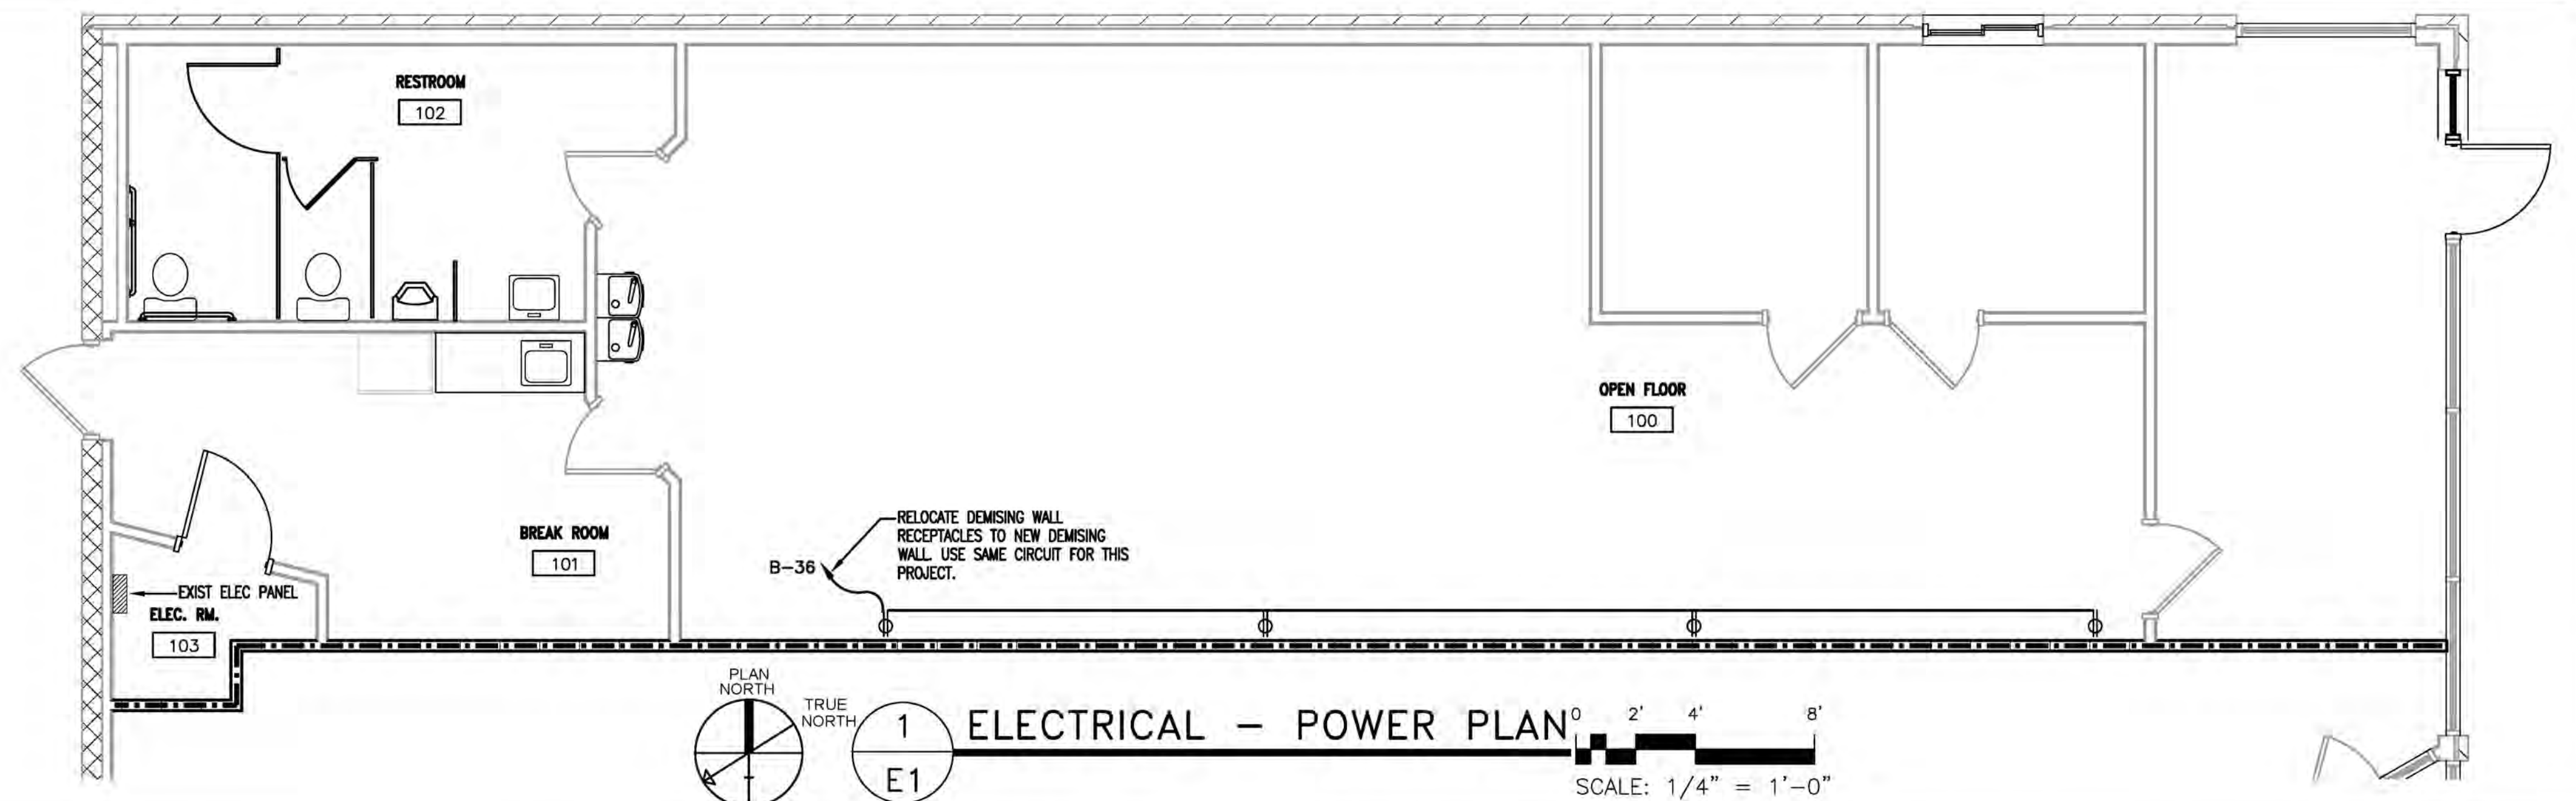 RESTROOM
102
OPEN FLOOR
100
RELOCATE DEMISING WALL
RECEPTACLES TO NEW DEMISING
WALL. USE SAME CIRCUIT FOR THIS
PROJECT.
B-36
BREAK ROOM
101
EXIST ELEC PANEL
ELEC. RM.
103
PLAN
NORTH
TRUE
NORTH
1
E1
ELECTRICAL - POWER PLAN
0 2' 4' 8'
SCALE: 1/4" = 1'-0"